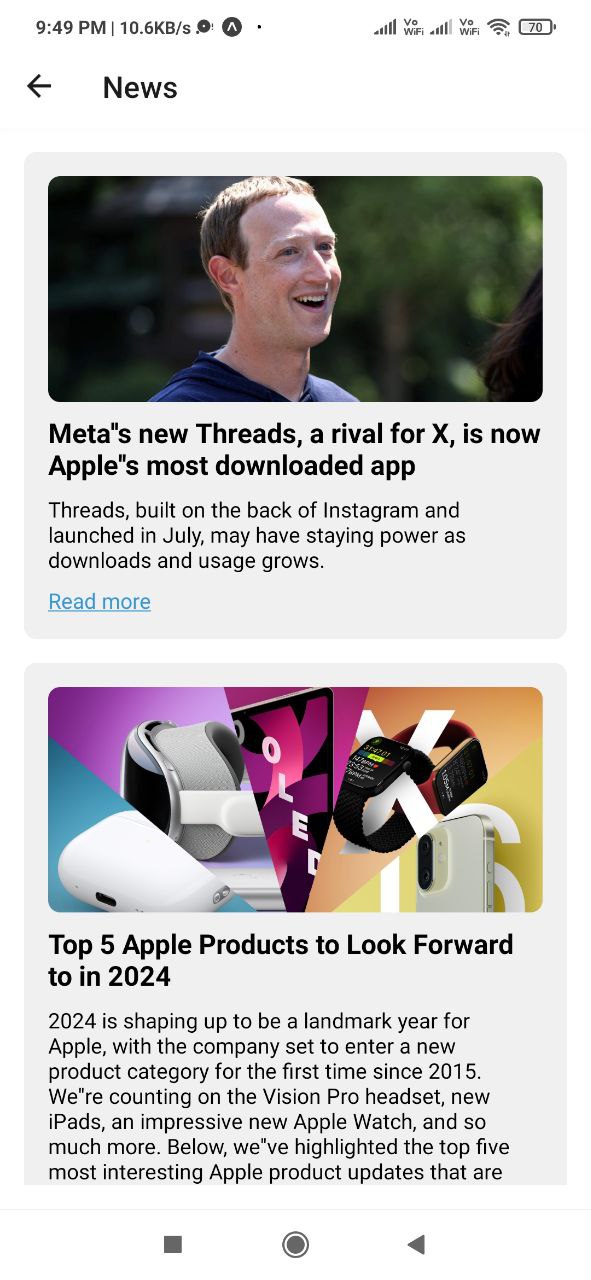 9:49 PM | 10.6KB/s
Vo WiFi Vo WiFi 70
News
Meta"s new Threads, a rival for X, is now
Apple"s most downloaded app
Threads, built on the back of Instagram and
launched in July, may have staying power as
downloads and usage grows.
Read more
OLED
X
16
Top 5 Apple Products to Look Forward
to in 2024
2024 is shaping up to be a landmark year for
Apple, with the company set to enter a new
product category for the first time since 2015.
We"re counting on the Vision Pro headset, new
iPads, an impressive new Apple Watch, and so
much more. Below, we"ve highlighted the top five
most interesting Apple product updates that are